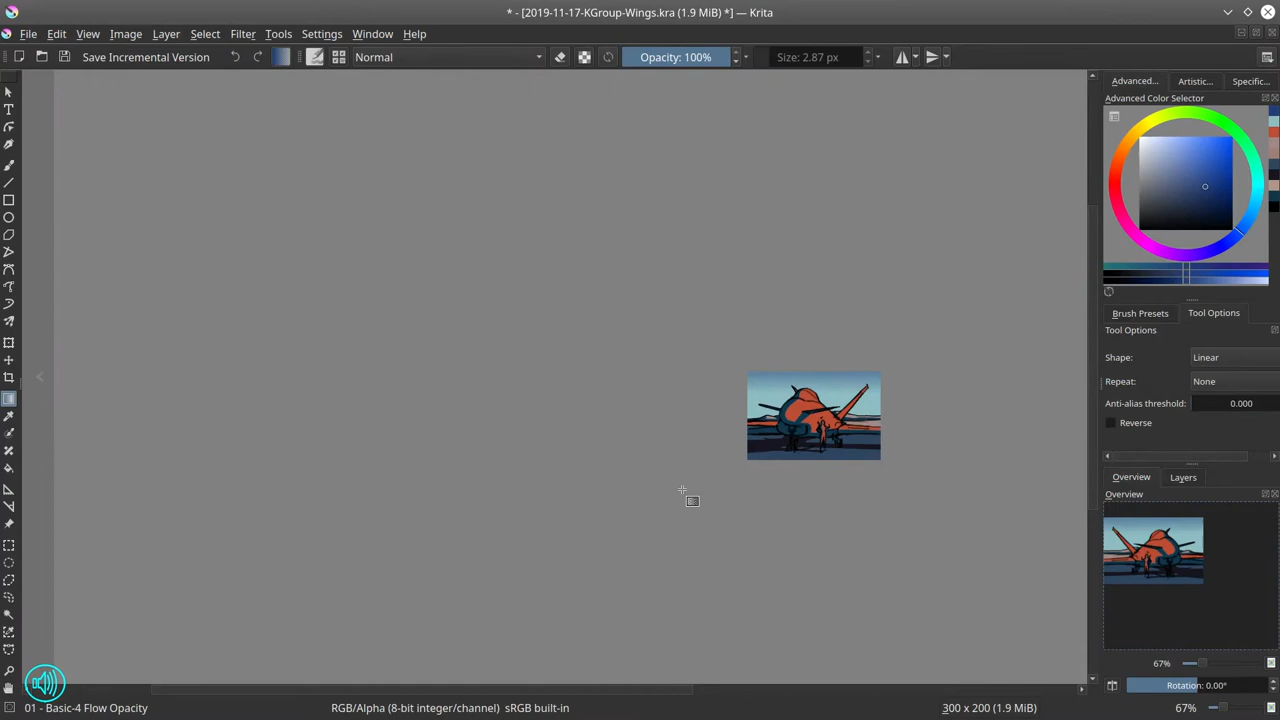 * - [2019-11-17-KGroup-Wings.kra (1.9 MiB) *] — Krita
File Edit View Image Layer Select Filter Tools Settings Window Help
Save Incremental Version Normal Opacity: 100% Size: 2.87 px
Advanced... Artistic... Specific...
Advanced Color Selector
Brush Presets Tool Options
Tool Options
Shape: Linear
Repeat: None
Anti-alias threshold: 0.000
Reverse
Overview Layers
Overview
67%
Rotation: 0.00°
01 - Basic-4 Flow Opacity RGB/Alpha (8-bit integer/channel) sRGB built-in 300 x 200 (1.9 MiB) 67%